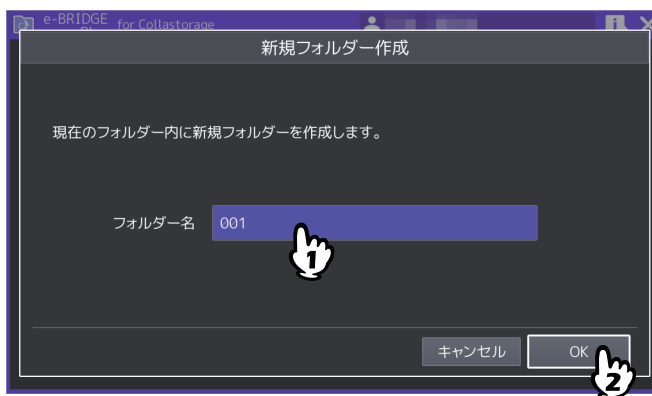 e-BRIDGE for Collastorage
新規フォルダー作成
現在のフォルダー内に新規フォルダーを作成します。
フォルダー名 001
1
キャンセル OK
2